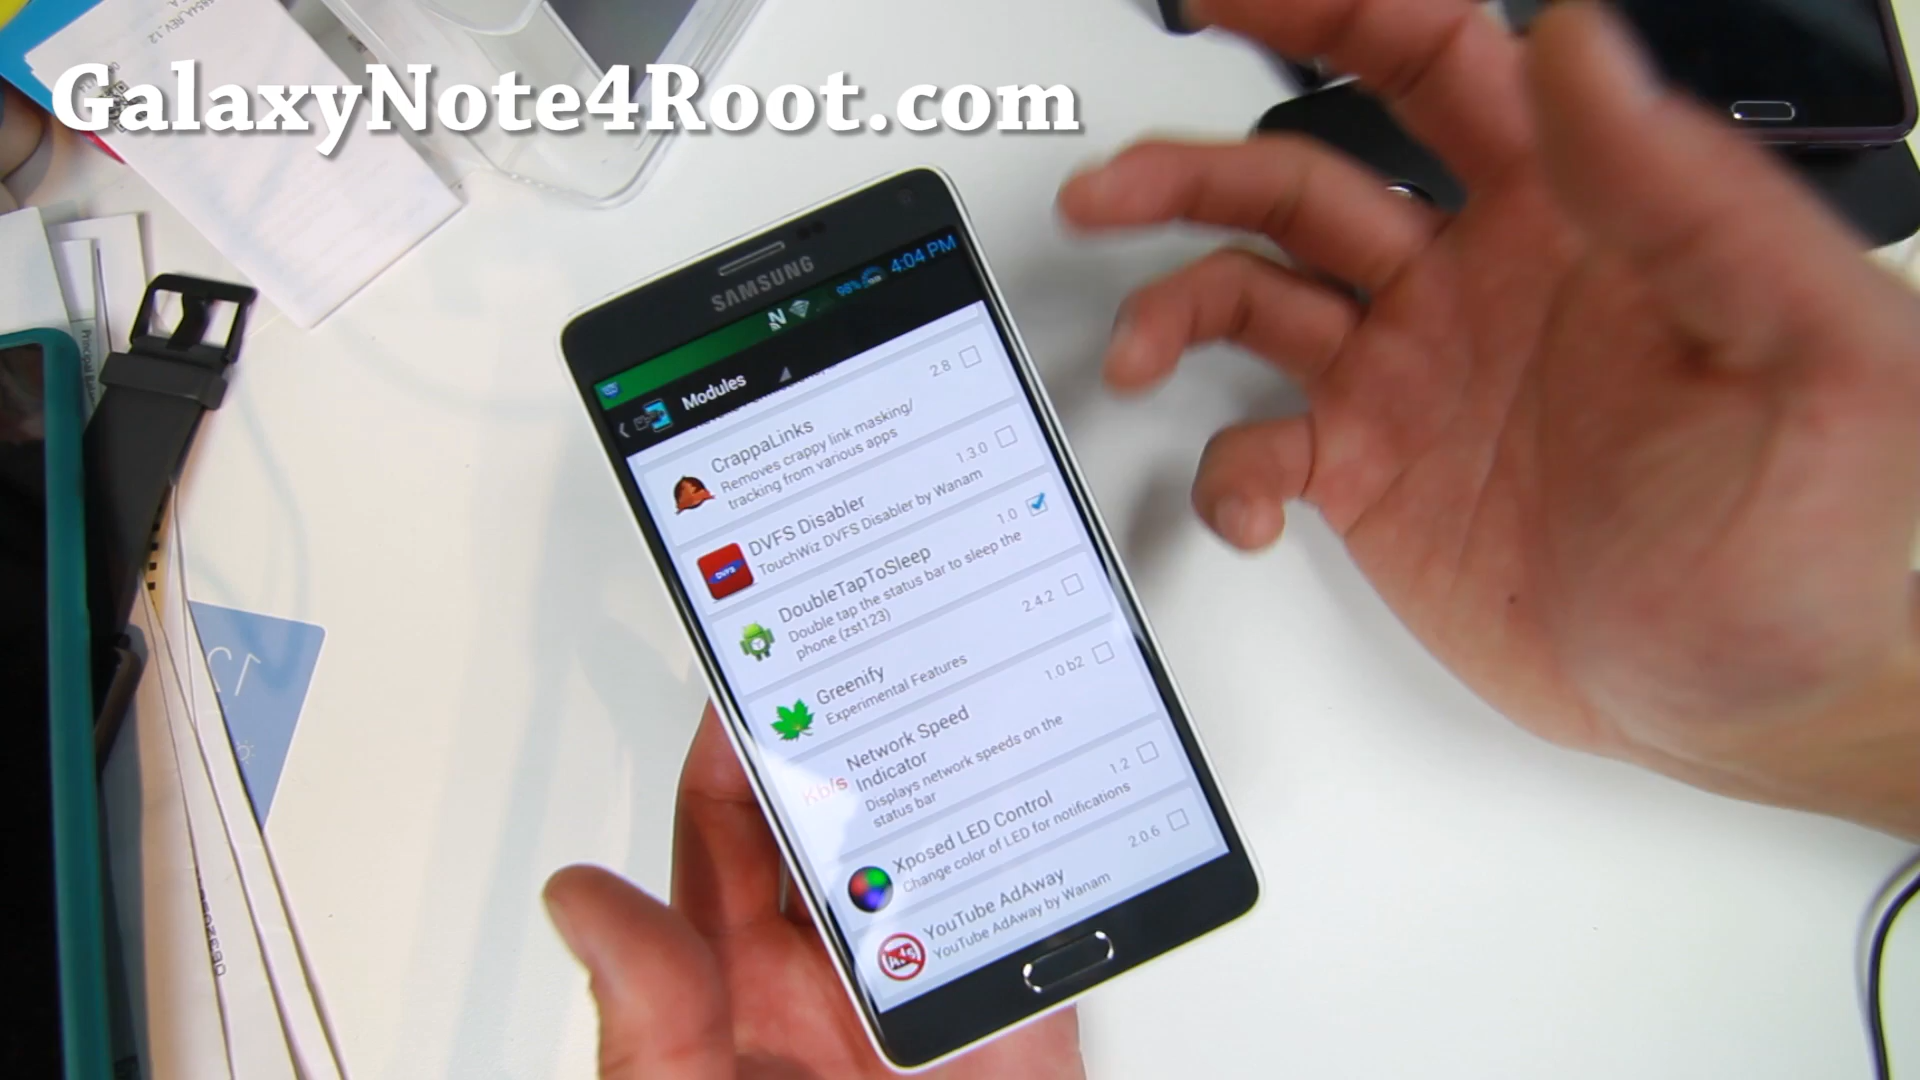 GalaxyNote4Root.com
SAMSUNG
98% 4:04 PM
Modules
2.8
CrappaLinks
Removes crappy link masking/
tracking from various apps
1.3.0
DVFS Disabler
TouchWiz DVFS Disabler by Wanam
1.0
DoubleTapToSleep
Double tap the status bar to sleep the
phone (zst123)
2.4.2
Greenify
Experimental Features
1.0 b2
Kb/s
Network Speed
Indicator
Displays network speeds on the
status bar
1.2
Xposed LED Control
Change color of LED for notifications
2.0.6
YouTube AdAway
YouTube AdAway by Wanam